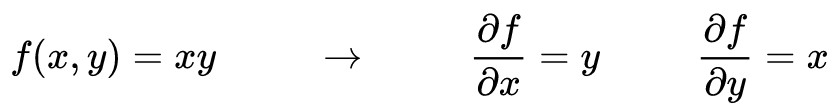 f(x, y) = xy → ∂f/∂x = y ∂f/∂y = x